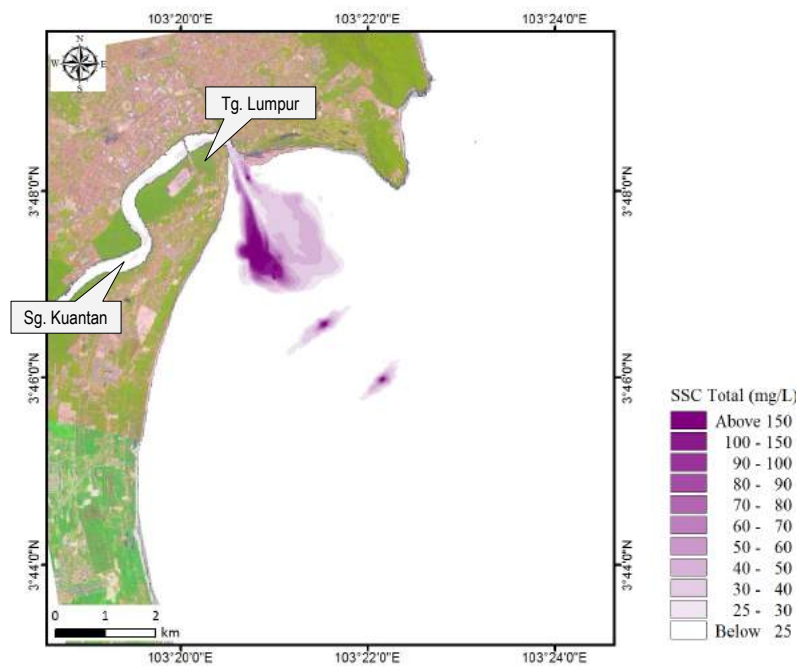 103°20'0"E 103°22'0"E 103°24'0"E
N
W E
S
Tg. Lumpur
3°48'0"N 3°48'0"N
Sg. Kuantan
3°46'0"N 3°46'0"N
SSC Total (mg/L)
Above 150
100 - 150
90 - 100
80 - 90
70 - 80
60 - 70
50 - 60
40 - 50
30 - 40
25 - 30
Below 25
3°44'0"N 3°44'0"N
0 1 2
km
103°20'0"E 103°22'0"E 103°24'0"E